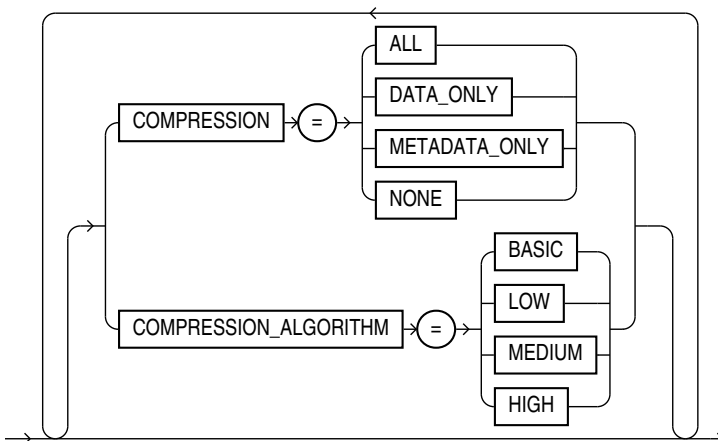 ALL
DATA_ONLY
COMPRESSION =
METADATA_ONLY
NONE
BASIC
LOW
COMPRESSION_ALGORITHM =
MEDIUM
HIGH